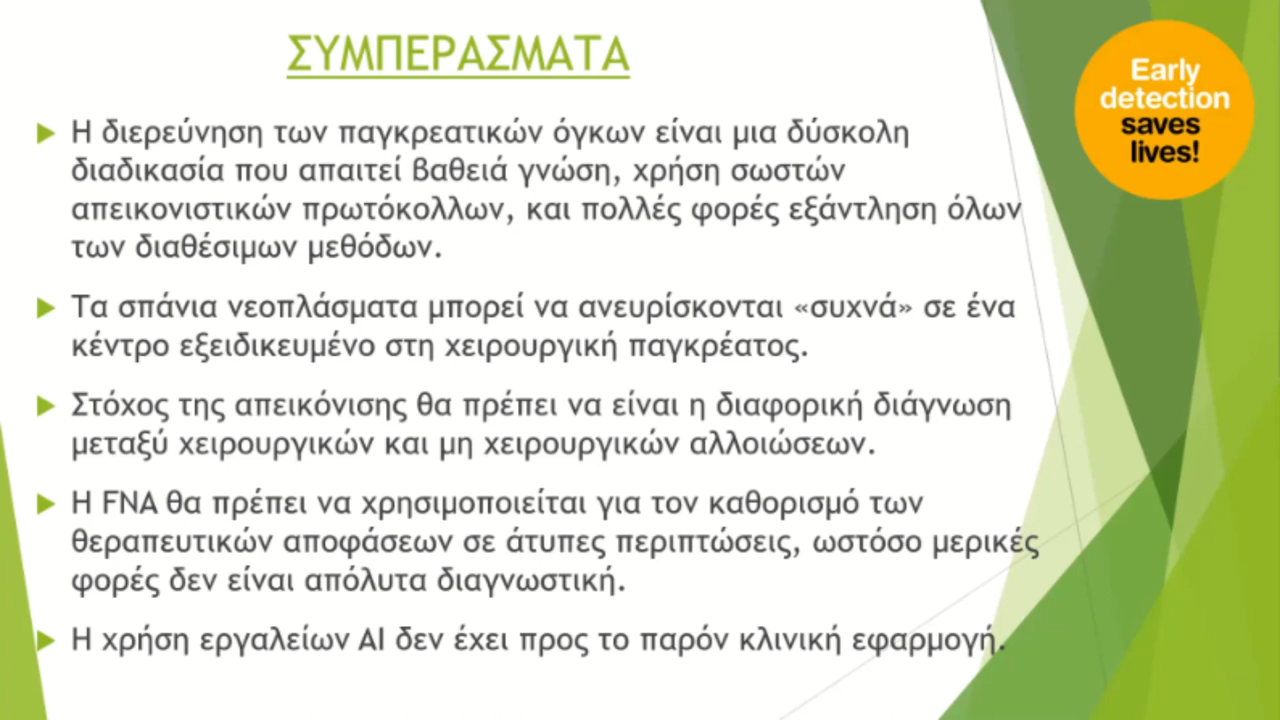 ΣΥΜΠΕΡΑΣΜΑΤΑ
Early
detection
saves
lives!
Η διερεύνηση των παγκρεατικών όγκων είναι μια δύσκολη
διαδικασία που απαιτεί βαθειά γνώση, χρήση σωστών
απεικονιστικών πρωτόκολλων, και πολλές φορές εξάντληση όλων
των διαθέσιμων μεθόδων.
Τα σπάνια νεοπλάσματα μπορεί να ανευρίσκονται «συχνά» σε ένα
κέντρο εξειδικευμένο στη χειρουργική παγκρέατος.
Στόχος της απεικόνισης θα πρέπει να είναι η διαφορική διάγνωση
μεταξύ χειρουργικών και μη χειρουργικών αλλοιώσεων.
Η FNA θα πρέπει να χρησιμοποιείται για τον καθορισμό των
θεραπευτικών αποφάσεων σε άτυπες περιπτώσεις, ωστόσο μερικές
φορές δεν είναι απόλυτα διαγνωστική.
Η χρήση εργαλείων AI δεν έχει προς το παρόν κλινική εφαρμογή.